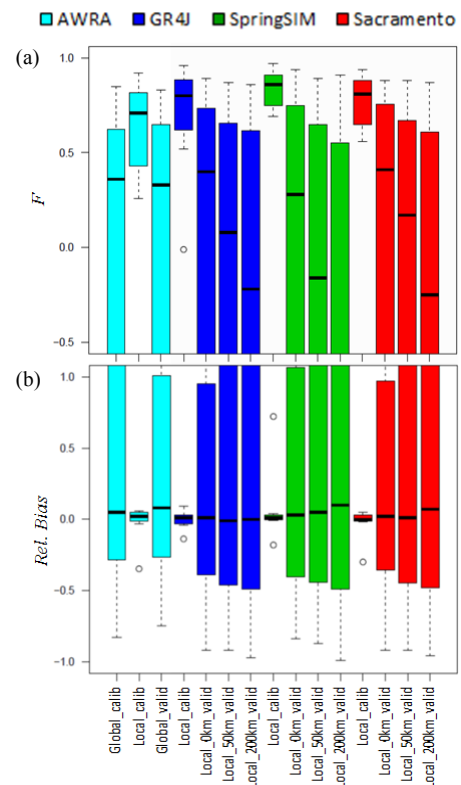 AWRA GR4J SpringSIM Sacramento
(a)
1.0
0.5
0.0
−0.5
F
(b)
1.0
0.5
0.0
−0.5
−1.0
Rel. Bias
Global_calib
Local_calib
Global_valid
Local_calib
Local_0km_valid
Local_50km_valid
Local_200km_valid
Local_calib
Local_0km_valid
Local_50km_valid
Local_200km_valid
Local_calib
Local_0km_valid
Local_50km_valid
Local_200km_valid